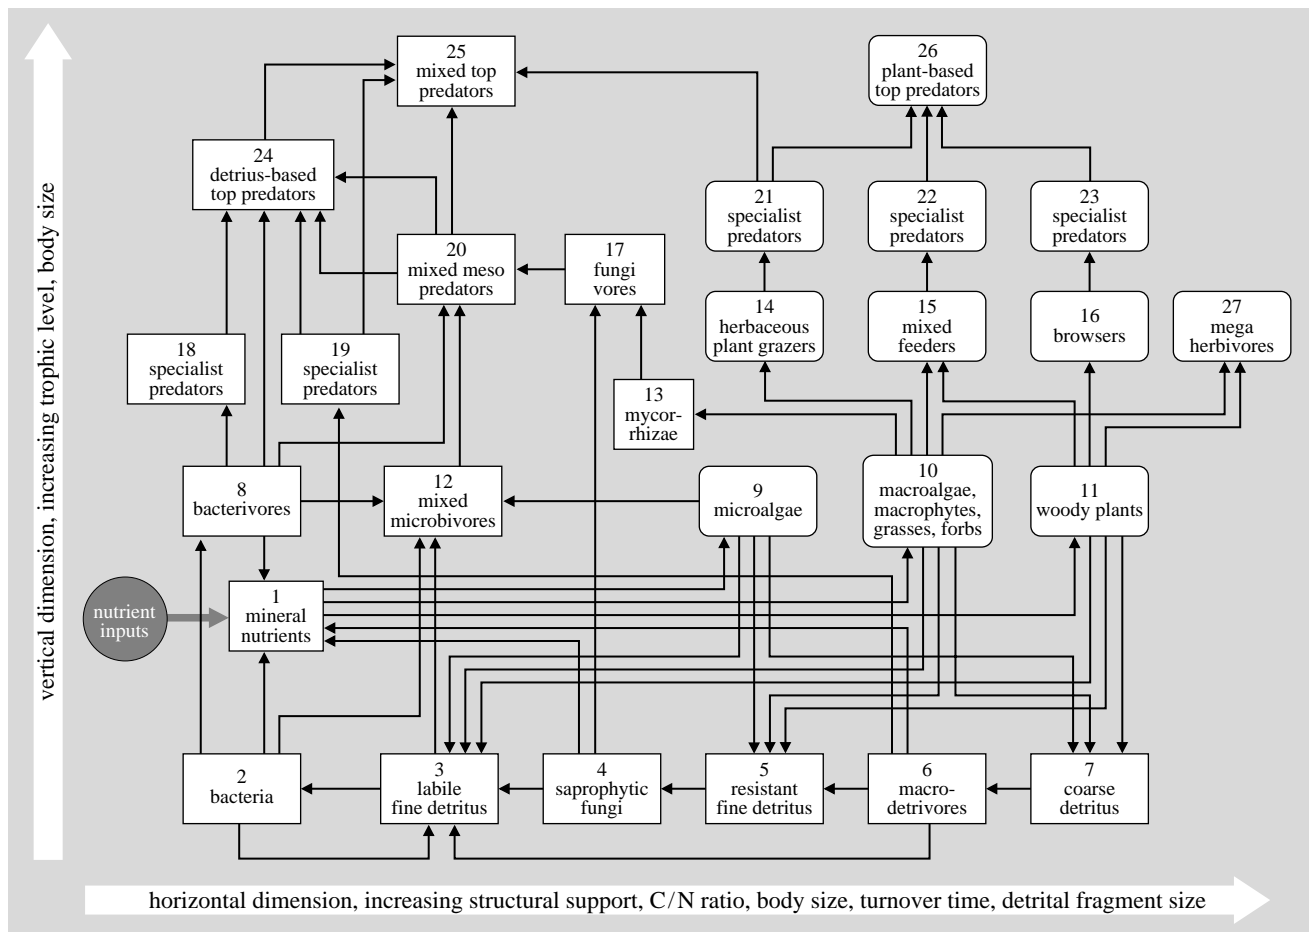 25
mixed top
predators
26
plant-based
top predators
24
detrius-based
top predators
21
specialist
predators
22
specialist
predators
23
specialist
predators
20
mixed meso
predators
17
fungi
vores
14
herbaceous
plant grazers
15
mixed
feeders
16
browsers
27
mega
herbivores
18
specialist
predators
19
specialist
predators
13
mycor-
rhizae
8
bacterivores
12
mixed
microbivores
9
microalgae
10
macroalgae,
macrophytes,
grasses, forbs
11
woody plants
nutrient
inputs
1
mineral
nutrients
2
bacteria
3
labile
fine detritus
4
saprophytic
fungi
5
resistant
fine detritus
6
macro-
detrivores
7
coarse
detritus
vertical dimension, increasing trophic level, body size
horizontal dimension, increasing structural support, C/N ratio, body size, turnover time, detrital fragment size